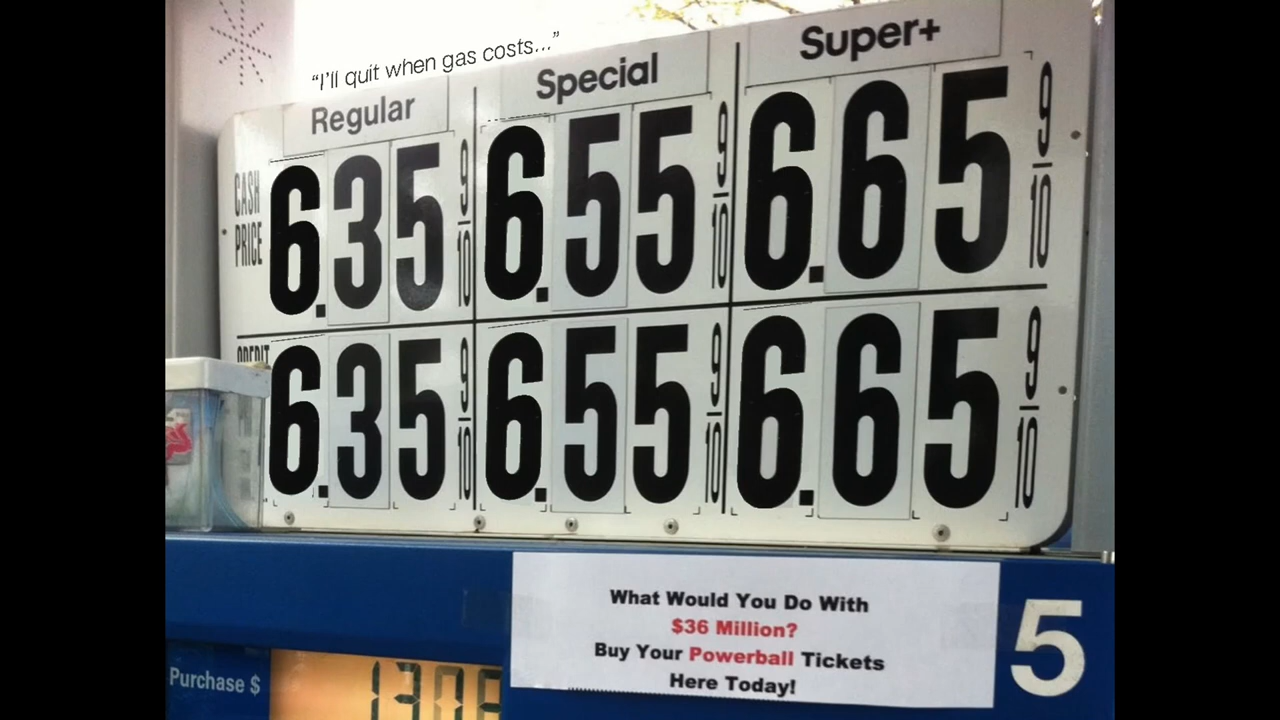 “I'll quit when gas costs...”
Regular Special Super+
CASH PRICE 6.35 9/10 6.55 9/10 6.65 9/10
CREDIT 6.35 9/10 6.55 9/10 6.65 9/10
What Would You Do With
$36 Million?
Buy Your Powerball Tickets
Here Today!
5
Purchase $